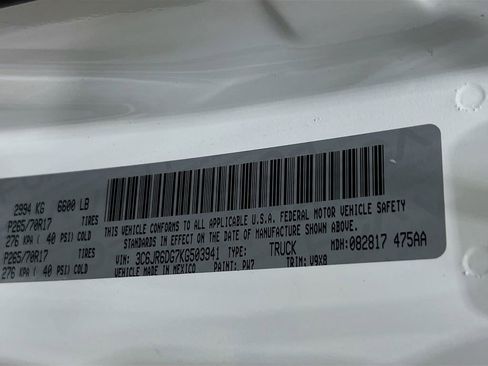 2994 KG 6600 LB
P265/70R17 TIRES
276 KPA ( 40 PSI) COLD
P265/70R17 TIRES
276 KPA ( 40 PSI) COLD
THIS VEHICLE CONFORMS TO ALL APPLICABLE U.S.A. FEDERAL MOTOR VEHICLE SAFETY
STANDARDS IN EFFECT ON THE DATE OF MANUFACTURE SHOWN ABOVE.
VIN: 3C6JR6DG7KG503941 TYPE: TRUCK MDH: 082817 475AA
VEHICLE MADE IN MEXICO PAINT: PW7 TRIM: V9X8